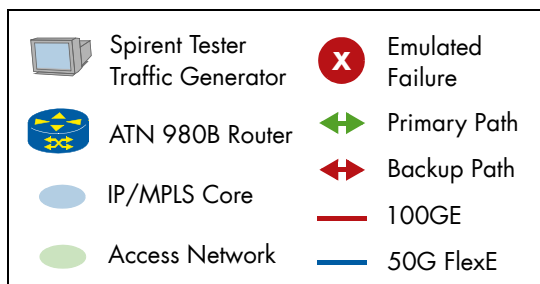 Spirent Tester
Traffic Generator
ATN 980B Router
IP/MPLS Core
Access Network
X
Emulated
Failure
Primary Path
Backup Path
100GE
50G FlexE